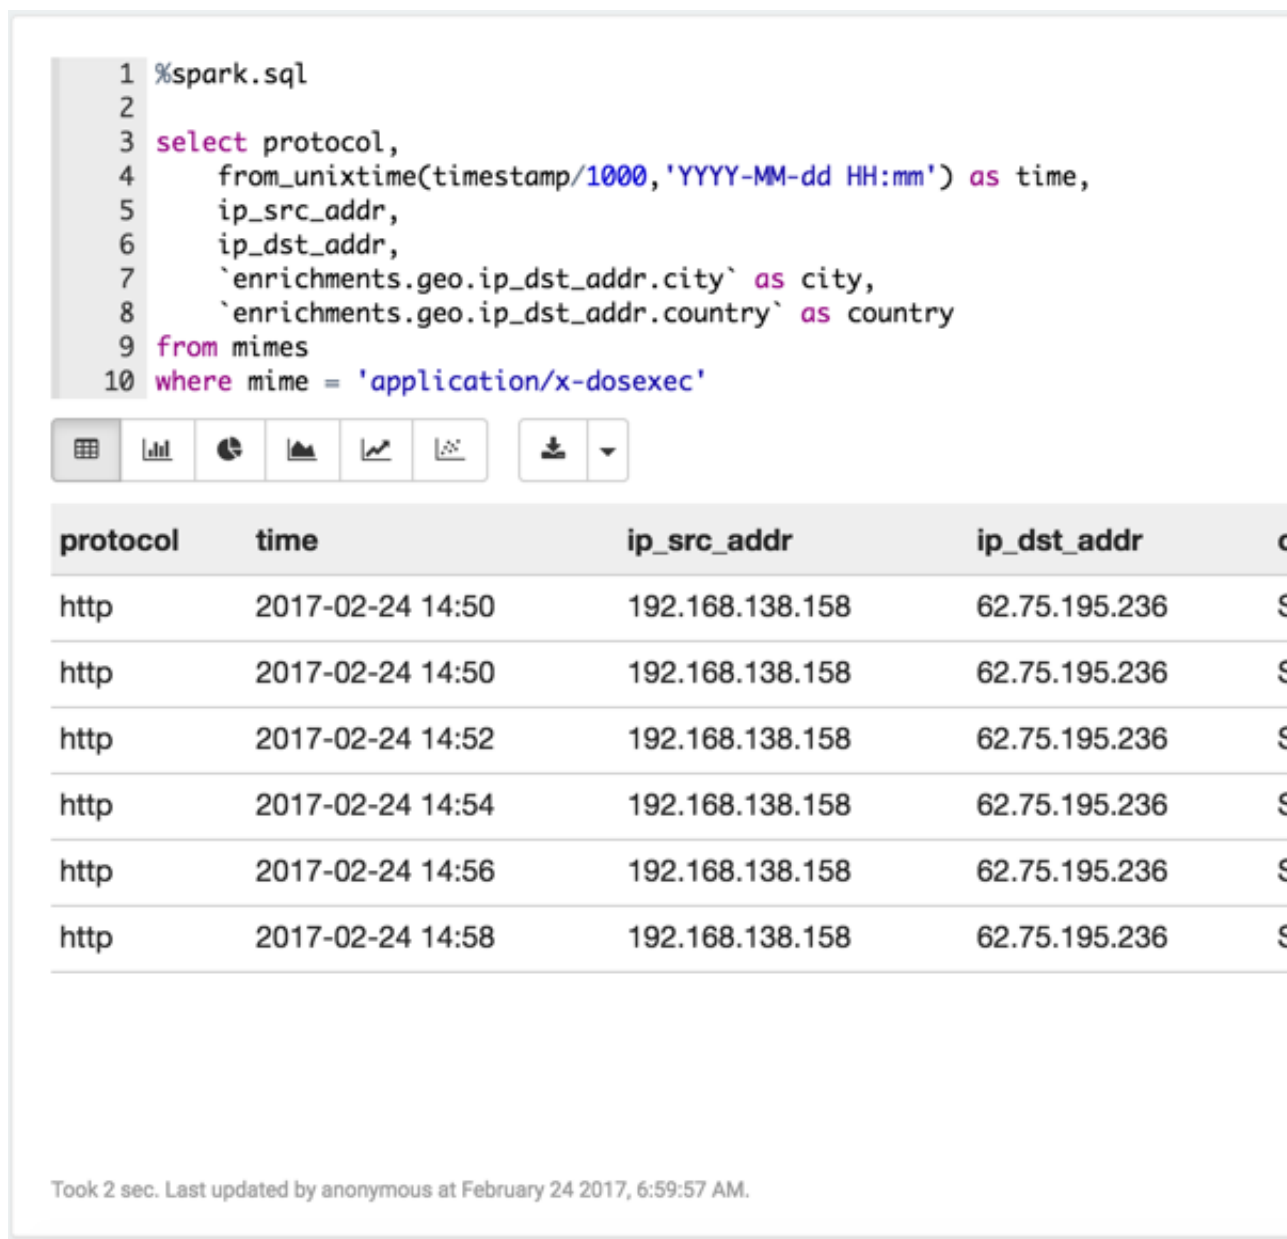 1 %spark.sql
2
3 select protocol,
4 from_unixtime(timestamp/1000,'YYYY-MM-dd HH:mm') as time,
5 ip_src_addr,
6 ip_dst_addr,
7 `enrichments.geo.ip_dst_addr.city` as city,
8 `enrichments.geo.ip_dst_addr.country` as country
9 from mimes
10 where mime = 'application/x-dosexec'
protocol time ip_src_addr ip_dst_addr
http 2017-02-24 14:50 192.168.138.158 62.75.195.236
http 2017-02-24 14:50 192.168.138.158 62.75.195.236
http 2017-02-24 14:52 192.168.138.158 62.75.195.236
http 2017-02-24 14:54 192.168.138.158 62.75.195.236
http 2017-02-24 14:56 192.168.138.158 62.75.195.236
http 2017-02-24 14:58 192.168.138.158 62.75.195.236
Took 2 sec. Last updated by anonymous at February 24 2017, 6:59:57 AM.